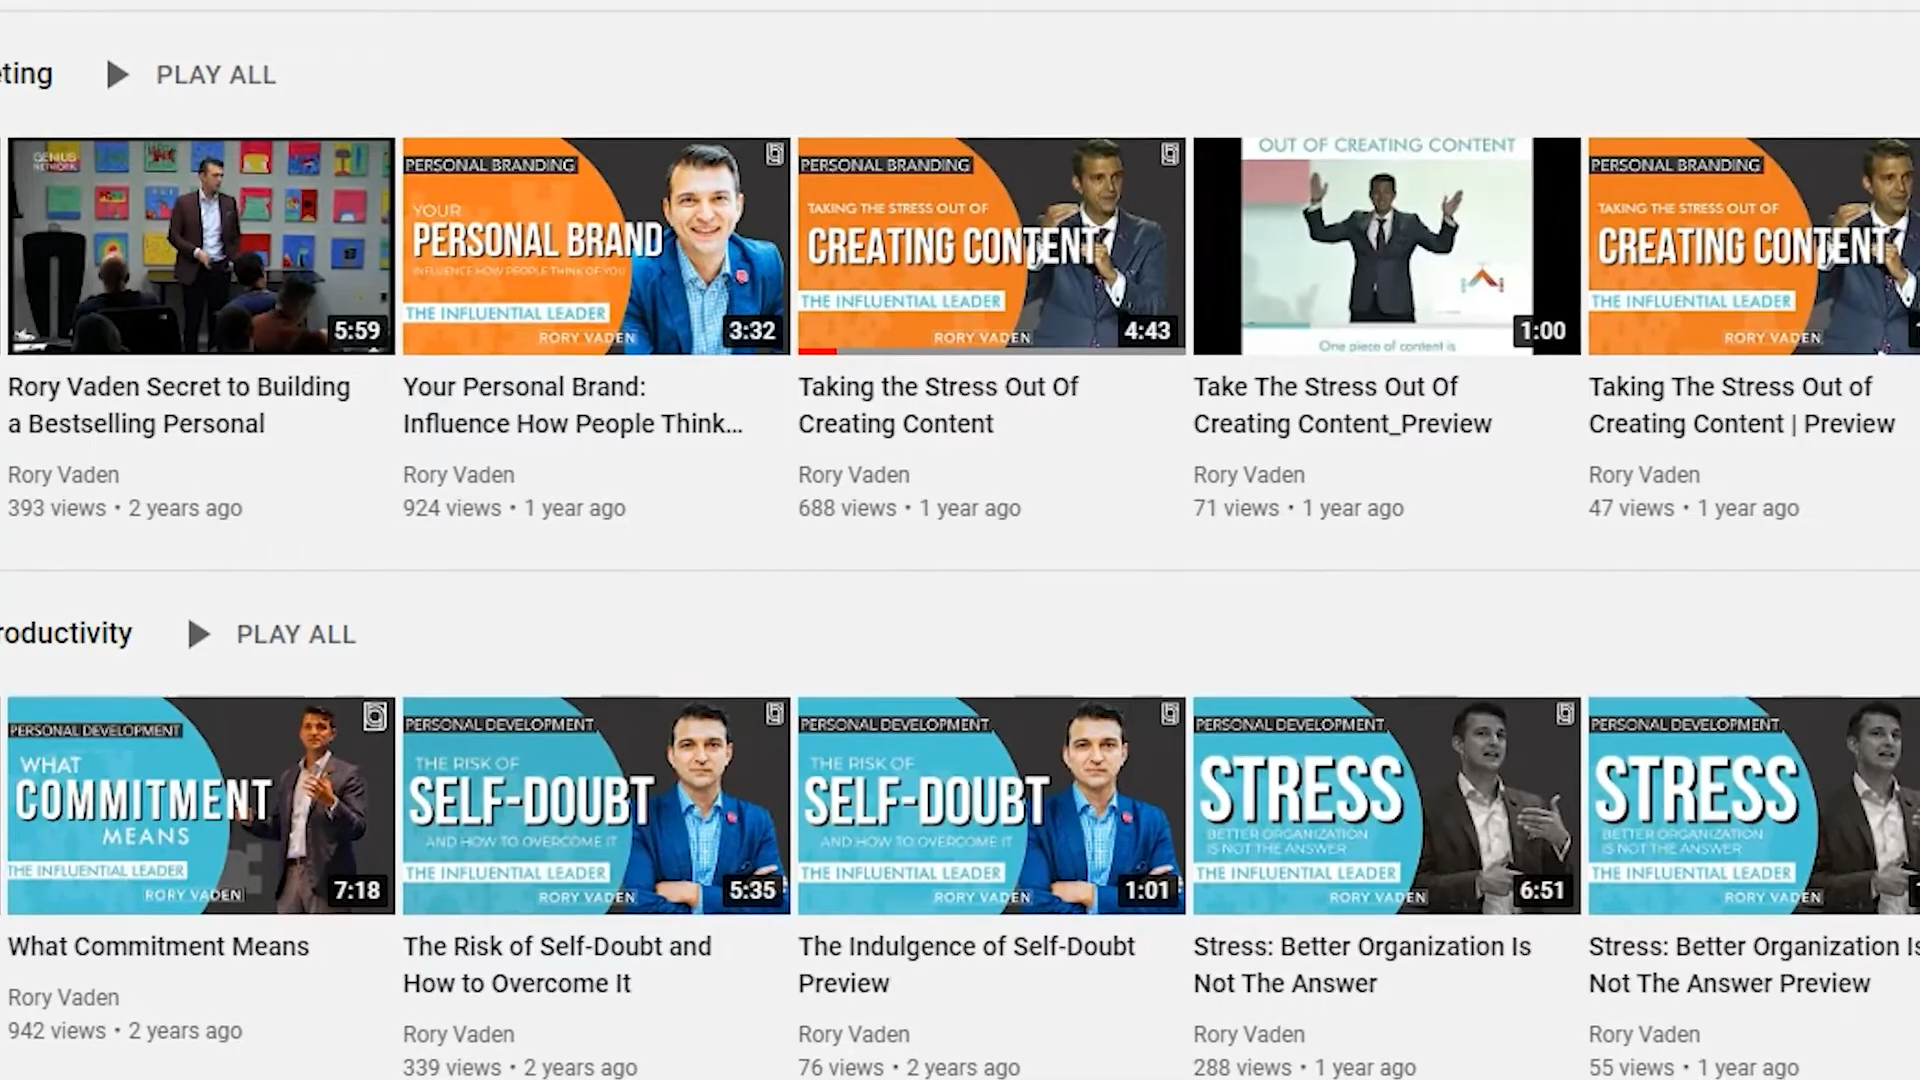 eting PLAY ALL
GENIUS
NETWORK
5:59
PERSONAL BRANDING
YOUR
PERSONAL BRAND
INFLUENCE HOW PEOPLE THINK OF YOU
THE INFLUENTIAL LEADER
RORY VADEN
3:32
PERSONAL BRANDING
TAKING THE STRESS OUT OF
CREATING CONTENT
THE INFLUENTIAL LEADER
RORY VADEN
4:43
OUT OF CREATING CONTENT
One piece of content is
1:00
PERSONAL BRANDING
TAKING THE STRESS OUT OF
CREATING CONTENT
THE INFLUENTIAL LEADER
RORY VADEN
Rory Vaden Secret to Building
a Bestselling Personal
Rory Vaden
393 views • 2 years ago
Your Personal Brand:
Influence How People Think...
Rory Vaden
924 views • 1 year ago
Taking the Stress Out Of
Creating Content
Rory Vaden
688 views • 1 year ago
Take The Stress Out Of
Creating Content_Preview
Rory Vaden
71 views • 1 year ago
Taking The Stress Out of
Creating Content | Preview
Rory Vaden
47 views • 1 year ago
roductivity PLAY ALL
PERSONAL DEVELOPMENT
WHAT
COMMITMENT
MEANS
THE INFLUENTIAL LEADER
RORY VADEN
7:18
PERSONAL DEVELOPMENT
THE RISK OF
SELF-DOUBT
AND HOW TO OVERCOME IT
THE INFLUENTIAL LEADER
RORY VADEN
5:35
PERSONAL DEVELOPMENT
THE RISK OF
SELF-DOUBT
AND HOW TO OVERCOME IT
THE INFLUENTIAL LEADER
RORY VADEN
1:01
PERSONAL DEVELOPMENT
STRESS
BETTER ORGANIZATION
IS NOT THE ANSWER
THE INFLUENTIAL LEADER
RORY VADEN
6:51
PERSONAL DEVELOPMENT
STRESS
BETTER ORGANIZATION
IS NOT THE ANSWER
THE INFLUENTIAL LEADER
RORY VADEN
What Commitment Means
Rory Vaden
942 views • 2 years ago
The Risk of Self-Doubt and
How to Overcome It
Rory Vaden
339 views • 2 years ago
The Indulgence of Self-Doubt
Preview
Rory Vaden
76 views • 2 years ago
Stress: Better Organization Is
Not The Answer
Rory Vaden
288 views • 1 year ago
Stress: Better Organization Is
Not The Answer Preview
Rory Vaden
55 views • 1 year ago